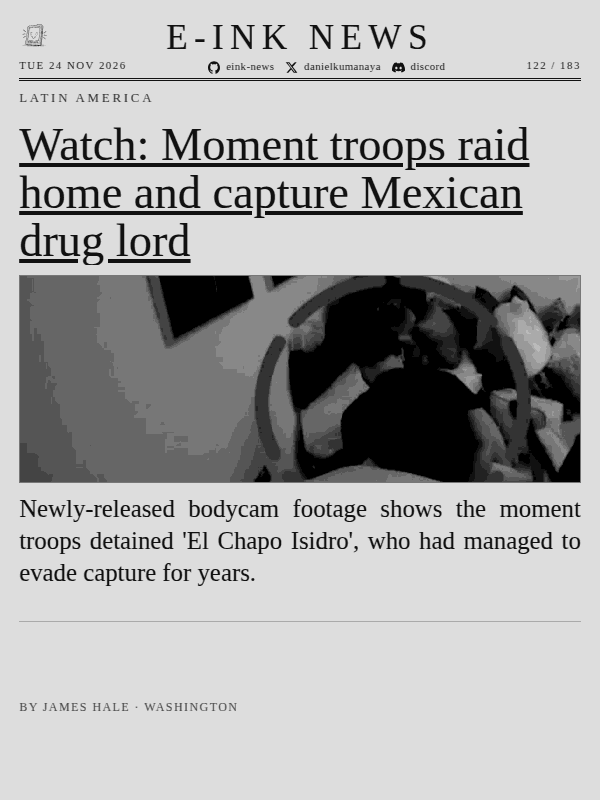 E-INK NEWS
TUE 24 NOV 2026
eink-news danielkumanaya discord
122 / 183
LATIN AMERICA
Watch: Moment troops raid
home and capture Mexican
drug lord
Newly-released bodycam footage shows the moment
troops detained 'El Chapo Isidro', who had managed to
evade capture for years.
BY JAMES HALE · WASHINGTON